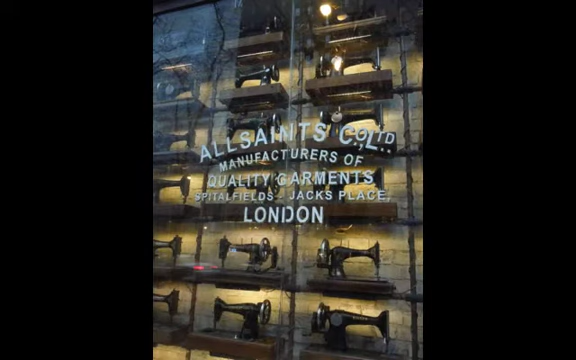 ALLSAINTS CO., LTD.
MANUFACTURERS OF
QUALITY GARMENTS
SPITALFIELDS - JACKS PLACE,
LONDON